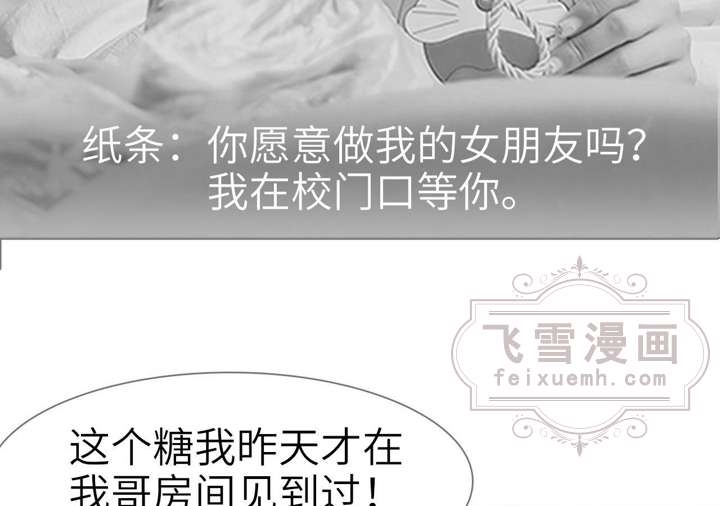 纸条：你愿意做我的女朋友吗？
我在校门口等你。
飞雪漫画
feixuemh.com
这个糖我昨天才在
我哥房间见到过！